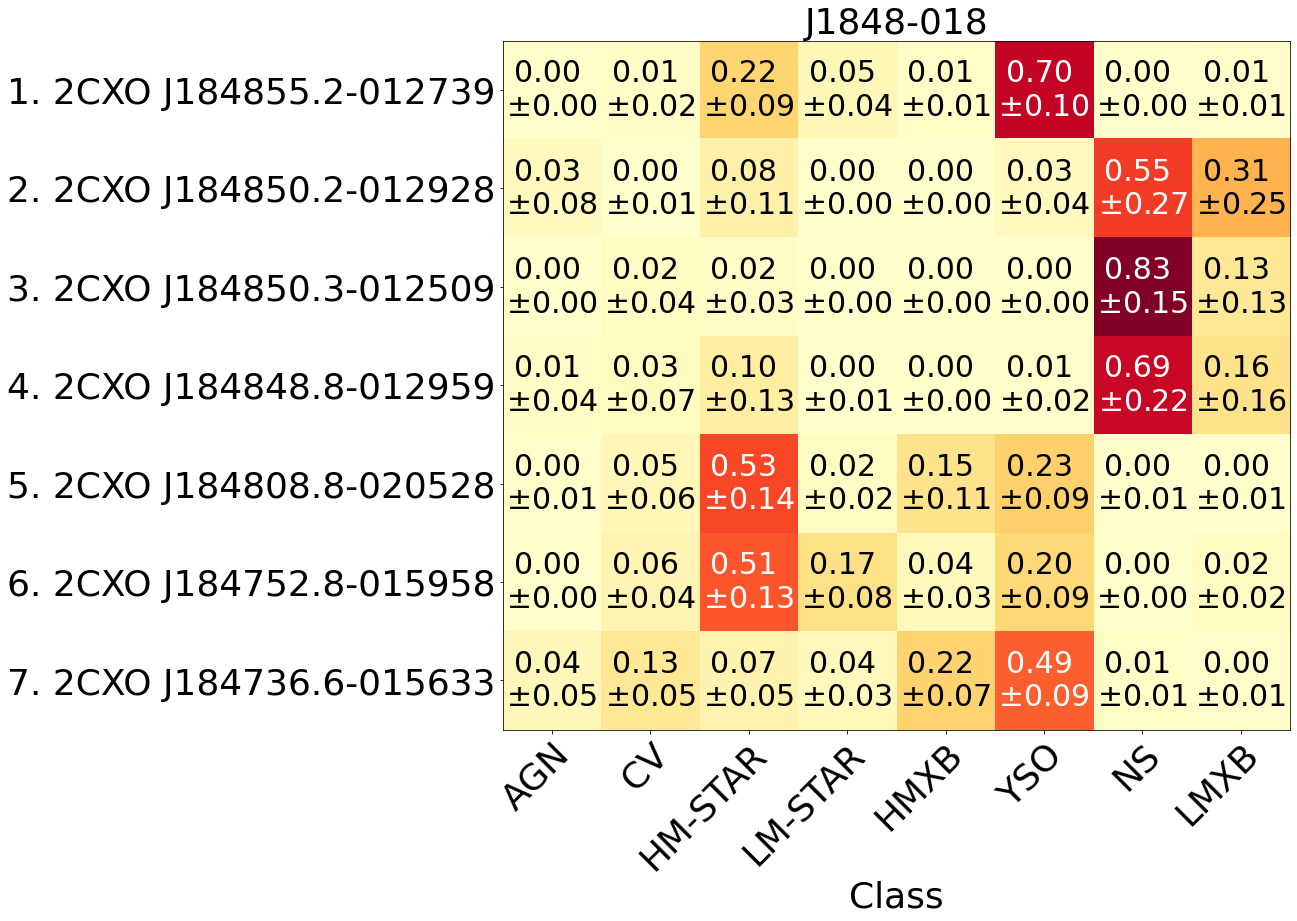 J1848-018
1. 2CXO J184855.2-012739
0.00 0.01 0.22 0.05 0.01 0.70 0.00 0.01
±0.00 ±0.02 ±0.09 ±0.04 ±0.01 ±0.10 ±0.00 ±0.01
2. 2CXO J184850.2-012928
0.03 0.00 0.08 0.00 0.00 0.03 0.55 0.31
±0.08 ±0.01 ±0.11 ±0.00 ±0.00 ±0.04 ±0.27 ±0.25
3. 2CXO J184850.3-012509
0.00 0.02 0.02 0.00 0.00 0.00 0.83 0.13
±0.00 ±0.04 ±0.03 ±0.00 ±0.00 ±0.00 ±0.15 ±0.13
4. 2CXO J184848.8-012959
0.01 0.03 0.10 0.00 0.00 0.01 0.69 0.16
±0.04 ±0.07 ±0.13 ±0.01 ±0.00 ±0.02 ±0.22 ±0.16
5. 2CXO J184808.8-020528
0.00 0.05 0.53 0.02 0.15 0.23 0.00 0.00
±0.01 ±0.06 ±0.14 ±0.02 ±0.11 ±0.09 ±0.01 ±0.01
6. 2CXO J184752.8-015958
0.00 0.06 0.51 0.17 0.04 0.20 0.00 0.02
±0.00 ±0.04 ±0.13 ±0.08 ±0.03 ±0.09 ±0.00 ±0.02
7. 2CXO J184736.6-015633
0.04 0.13 0.07 0.04 0.22 0.49 0.01 0.00
±0.05 ±0.05 ±0.05 ±0.03 ±0.07 ±0.09 ±0.01 ±0.01
AGN CV HM-STAR LM-STAR HMXB YSO NS LMXB
Class